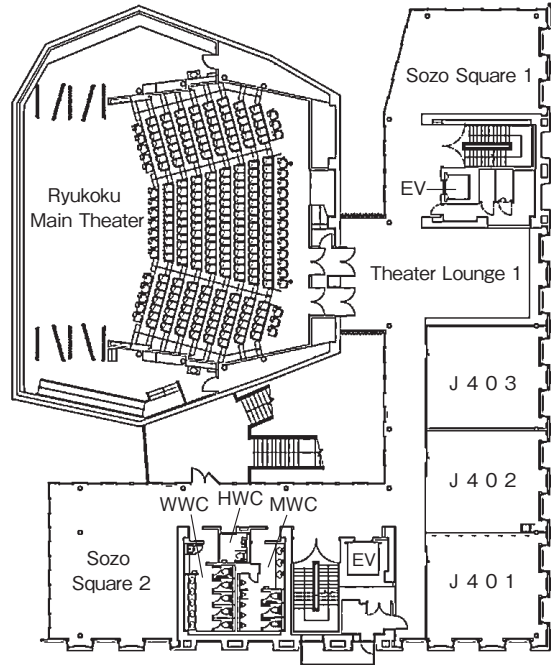 Sozo Square 1
EV
Ryukoku
Main Theater
Theater Lounge 1
J 4 0 3
J 4 0 2
WWC
HWC
MWC
EV
Sozo
Square 2
J 4 0 1